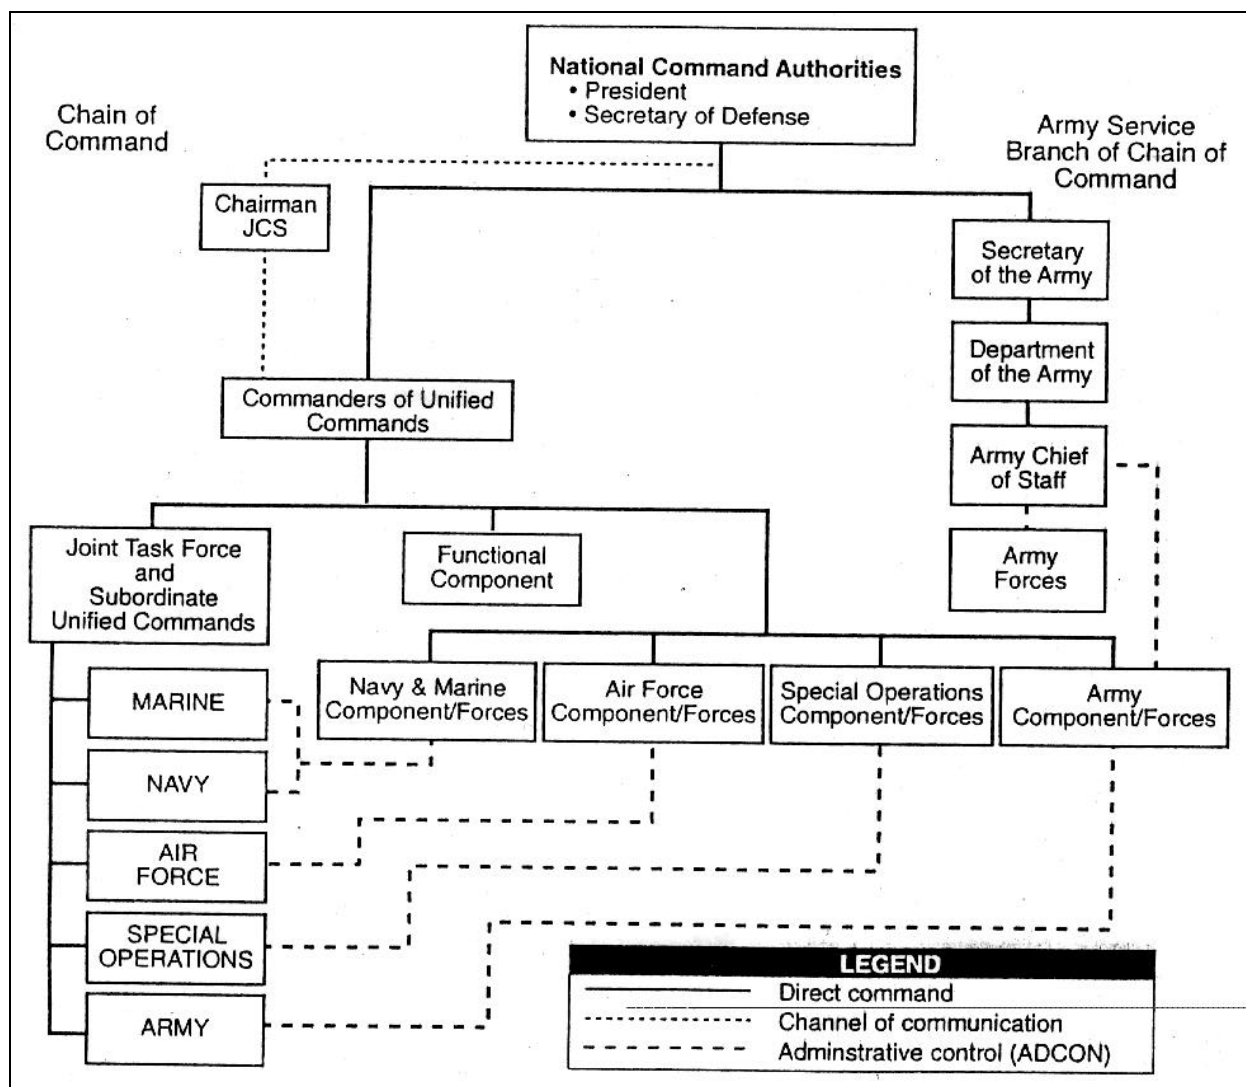 National Command Authorities
• President
• Secretary of Defense
Chain of
Command
Army Service
Branch of Chain of
Command
Chairman
JCS
Secretary
of the Army
Department
of the Army
Commanders of Unified
Commands
Army Chief
of Staff
Joint Task Force
and
Subordinate
Unified Commands
Functional
Component
Army
Forces
MARINE
Navy & Marine
Component/Forces
Air Force
Component/Forces
Special Operations
Component/Forces
Army
Component/Forces
NAVY
AIR
FORCE
SPECIAL
OPERATIONS
ARMY
LEGEND
Direct command
Channel of communication
Adminstrative control (ADCON)